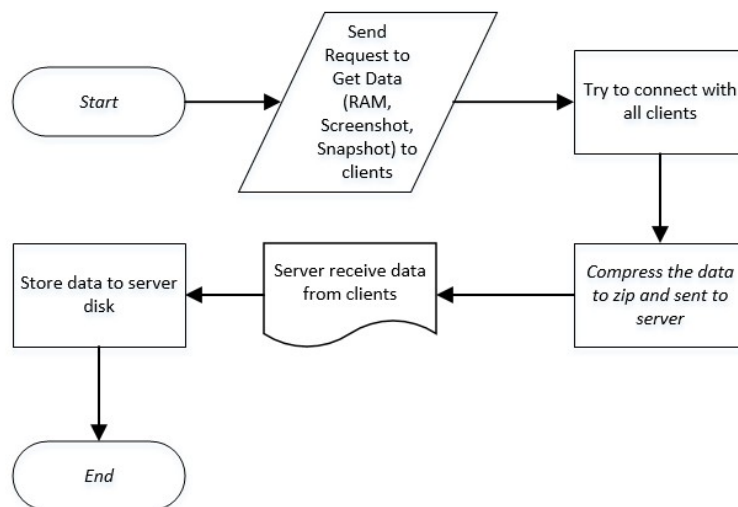 Start
Send
Request to
Get Data
(RAM,
Screenshot,
Snapshot) to
clients
Try to connect with
all clients
Compress the data
to zip and sent to
server
Server receive data
from clients
Store data to server
disk
End